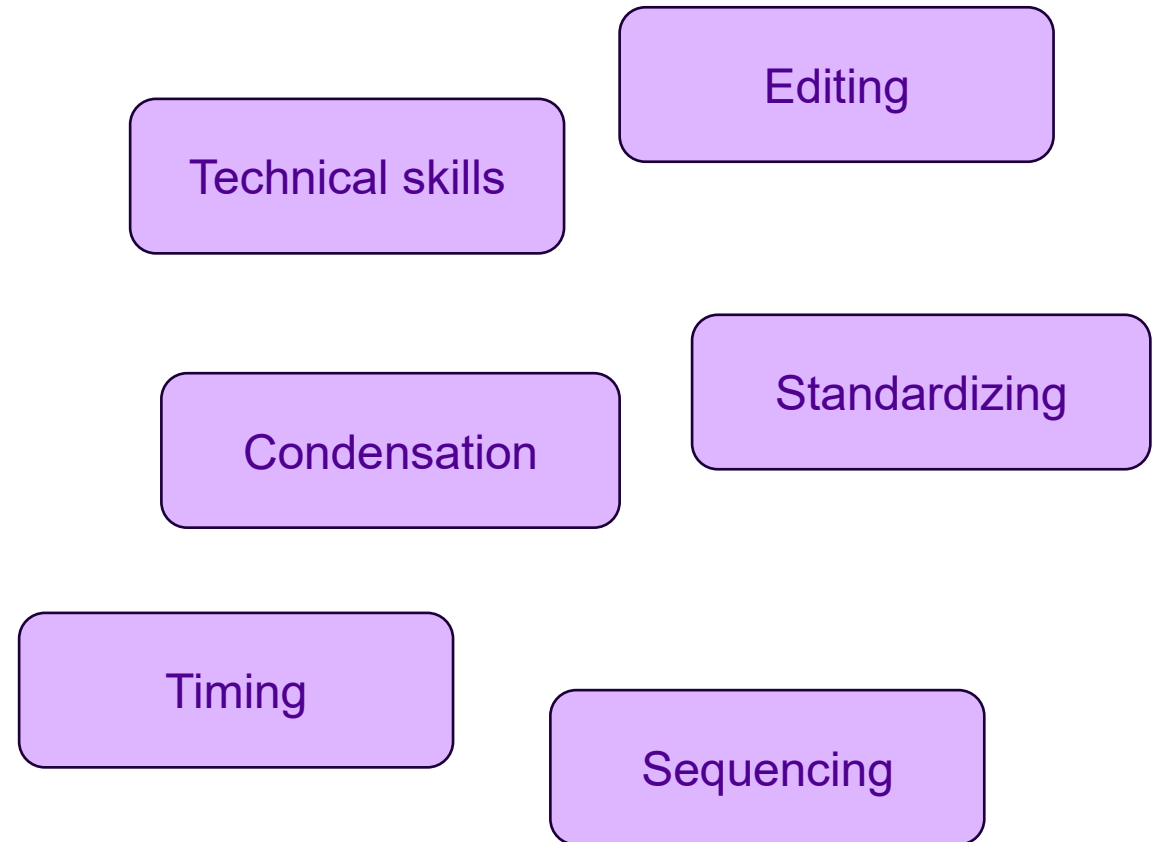 Editing
Technical skills
Standardizing
Condensation
Timing
Sequencing